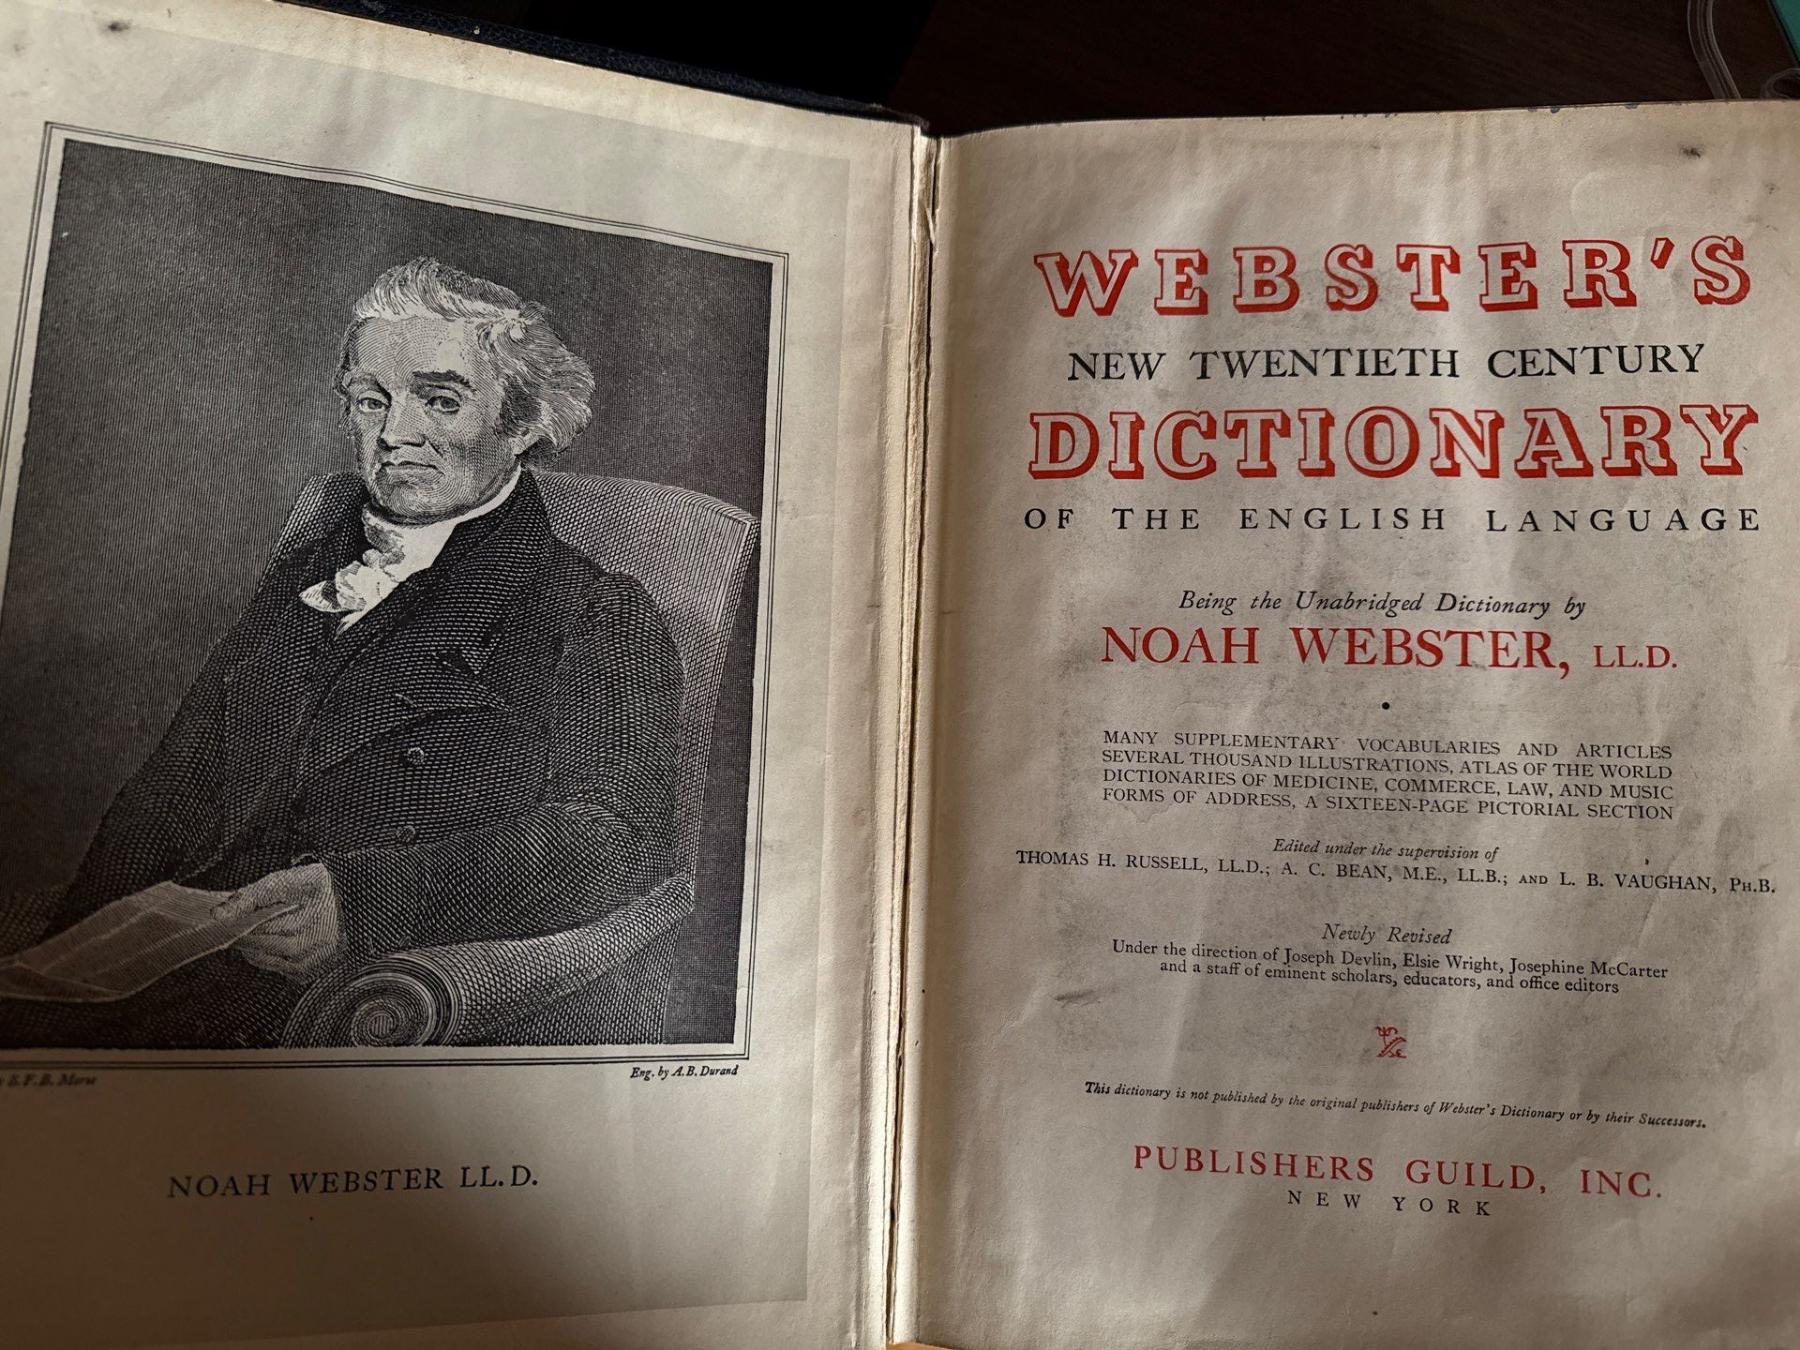 S.F.B. Morse
Eng. by A.B. Durand
NOAH WEBSTER LL.D.
WEBSTER'S
NEW TWENTIETH CENTURY
DICTIONARY
OF THE ENGLISH LANGUAGE
Being the Unabridged Dictionary by
NOAH WEBSTER, LL.D.
•
MANY SUPPLEMENTARY VOCABULARIES AND ARTICLES
SEVERAL THOUSAND ILLUSTRATIONS, ATLAS OF THE WORLD
DICTIONARIES OF MEDICINE, COMMERCE, LAW, AND MUSIC
FORMS OF ADDRESS, A SIXTEEN-PAGE PICTORIAL SECTION
Edited under the supervision of
THOMAS H. RUSSELL, LL.D.; A. C. BEAN, M.E., LL.B.; AND L. B. VAUGHAN, PH.B.
Newly Revised
Under the direction of Joseph Devlin, Elsie Wright, Josephine McCarter
and a staff of eminent scholars, educators, and office editors
This dictionary is not published by the original publishers of Webster's Dictionary or by their Successors.
PUBLISHERS GUILD, INC.
NEW YORK